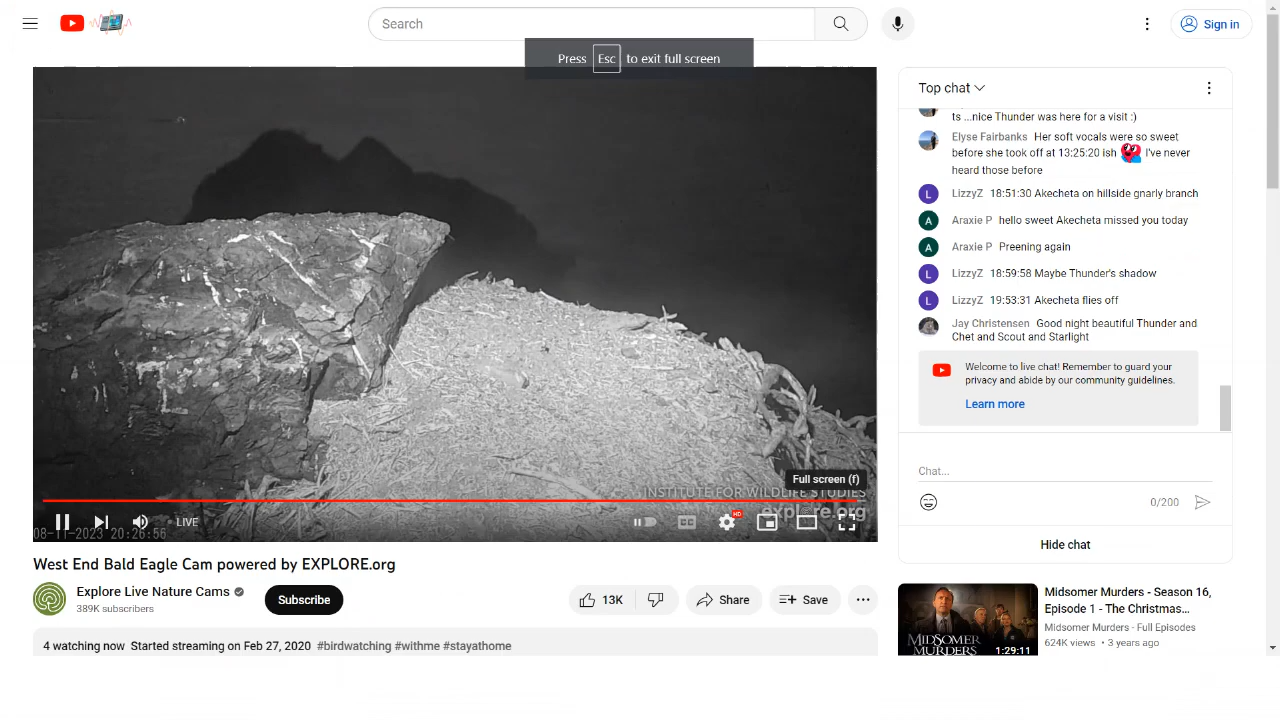 Search
Sign in
Press Esc to exit full screen
Top chat
ts ...nice Thunder was here for a visit :)
Elyse Fairbanks Her soft vocals were so sweet
before she took off at 13:25:20 ish I've never
heard those before
LizzyZ 18:51:30 Akecheta on hillside gnarly branch
Araxie P hello sweet Akecheta missed you today
Araxie P Preening again
LizzyZ 18:59:58 Maybe Thunder's shadow
LizzyZ 19:53:31 Akecheta flies off
Jay Christensen Good night beautiful Thunder and
Chet and Scout and Starlight
Welcome to live chat! Remember to guard your
privacy and abide by our community guidelines.
Learn more
Chat...
0/200
Hide chat
Full screen (f)
INSTITUTE FOR WILDLIFE STUDIES
explore.org
LIVE
CC
HD
08-11-2023 20:26:56
West End Bald Eagle Cam powered by EXPLORE.org
Explore Live Nature Cams
389K subscribers
Subscribe
13K
Share
Save
4 watching now Started streaming on Feb 27, 2020 #birdwatching #withme #stayathome
MIDSOMER
MURDERS
1:29:11
Midsomer Murders - Season 16,
Episode 1 - The Christmas...
Midsomer Murders - Full Episodes
624K views • 3 years ago